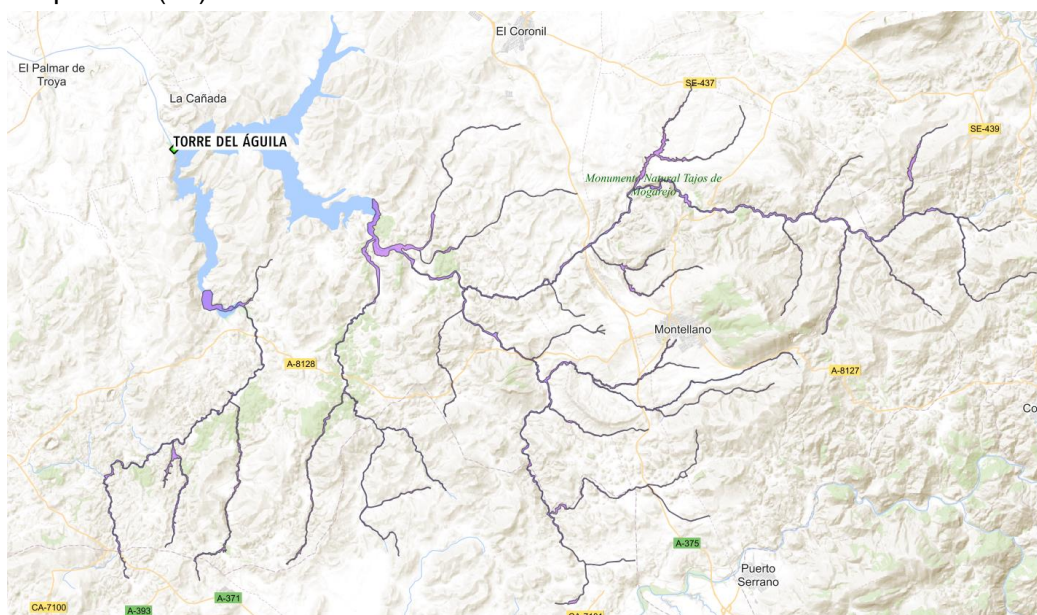 El Coronil
El Palmar de
Troya
SE-437
La Cañada
SE-439
TORRE DEL ÁGUILA
Monumento Natural Tajos de
Mogarejo
Montellano
A-8128
A-8127
Co
A-375
Puerto
Serrano
A-371
CA-7100
A-393